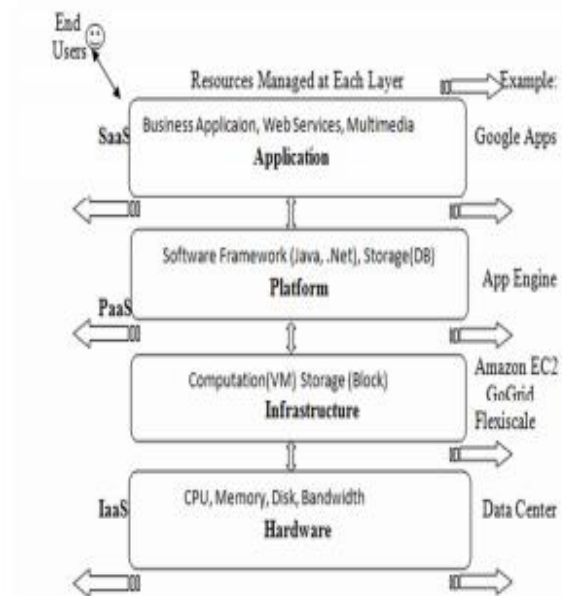 End
Users
Resources Managed at Each Layer
Example:
SaaS
Business Applicaion, Web Services, Multimedia
Application
Google Apps
Software Framework (Java, .Net), Storage(DB)
Platform
App Engine
PaaS
Computation(VM) Storage (Block)
Infrastructure
Amazon EC2
GoGrid
Flexiscale
IaaS
CPU, Memory, Disk, Bandwidth
Hardware
Data Center